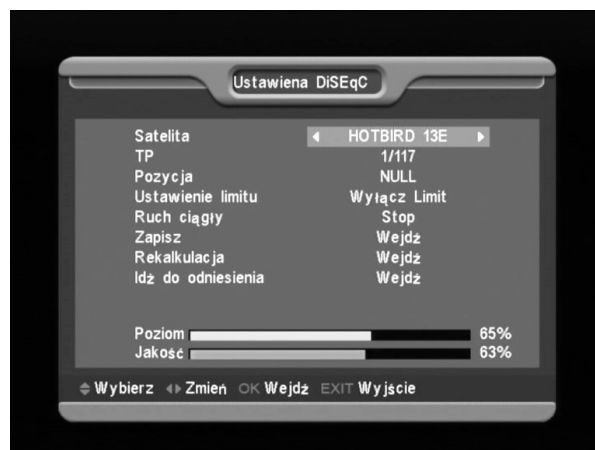 Ustawiena DiSEqC
Satelita HOTBIRD 13E
TP 1/117
Pozycja NULL
Ustawienie limitu Wyłącz Limit
Ruch ciągły Stop
Zapisz Wejdź
Rekalkulacja Wejdź
Idź do odniesienia Wejdź
Poziom 65%
Jakość 63%
Wybierz Zmień OK Wejdź EXIT Wyjście